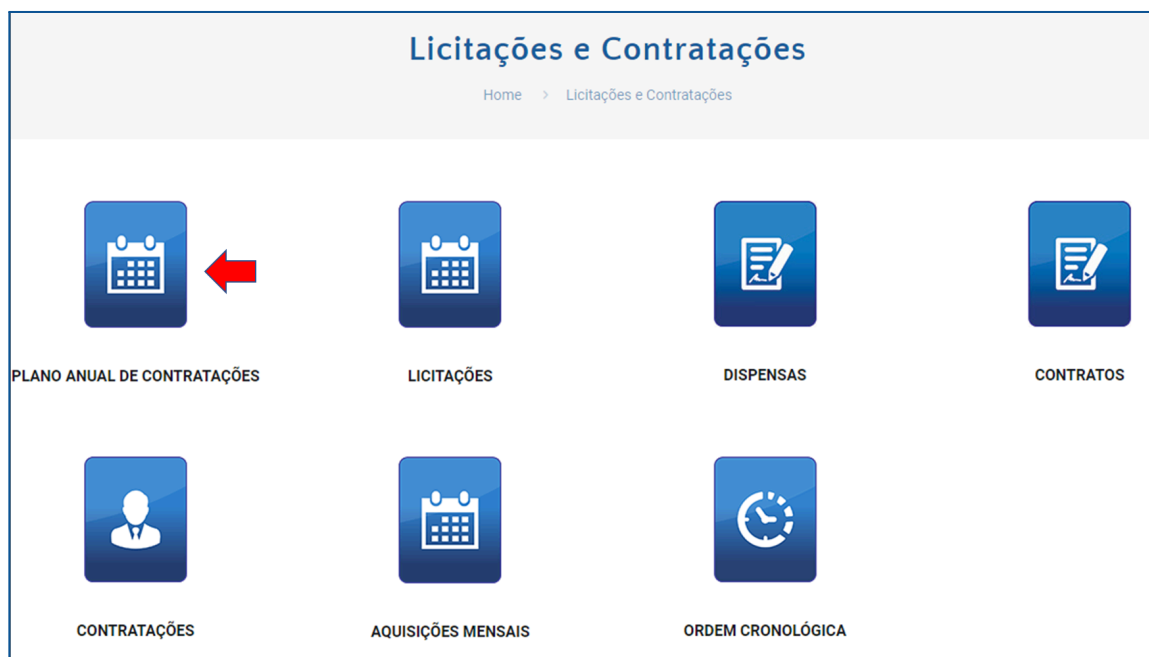 Licitações e Contratações
Home > Licitações e Contratações
PLANO ANUAL DE CONTRATAÇÕES
LICITAÇÕES
DISPENSAS
CONTRATOS
CONTRATAÇÕES
AQUISIÇÕES MENSAIS
ORDEM CRONOLÓGICA